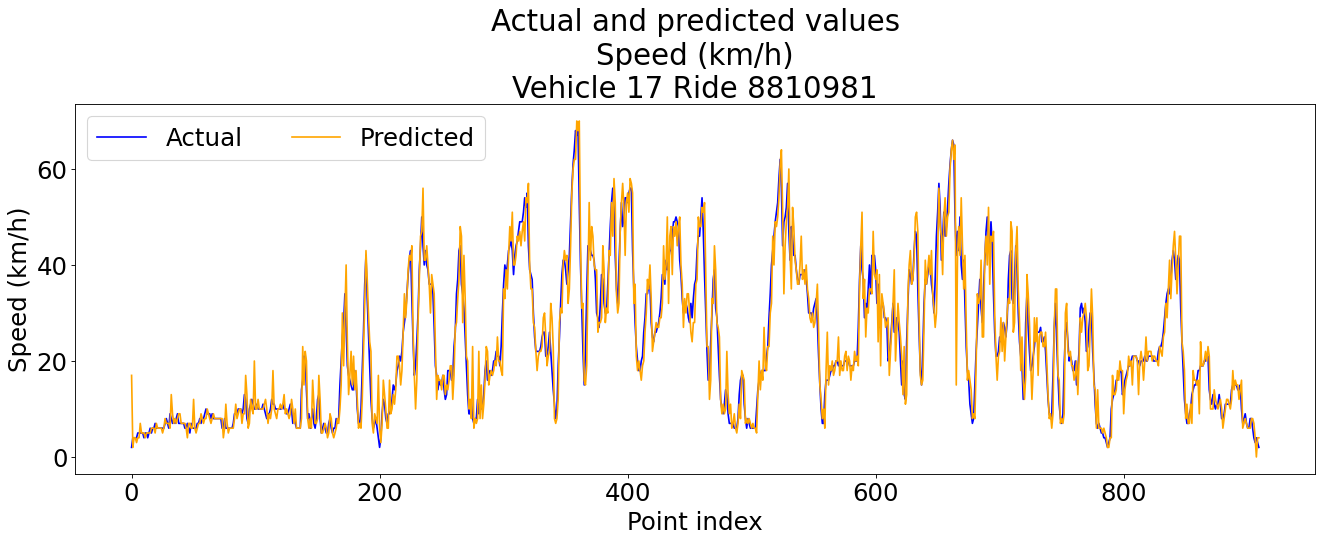 Actual and predicted values
Speed (km/h)
Vehicle 17 Ride 8810981
Actual Predicted
60
40
20
0
Speed (km/h)
0 200 400 600 800
Point index